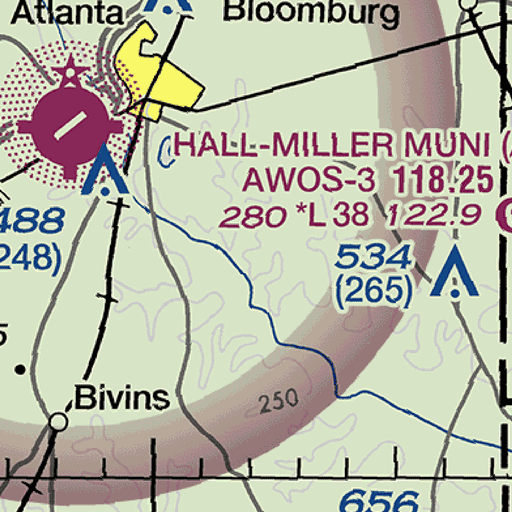 Atlanta
Bloomburg
HALL-MILLER MUNI (
AWOS-3 118.25
280 *L 38 122.9
C
488
(248)
534
(265)
5
Bivins
250
656